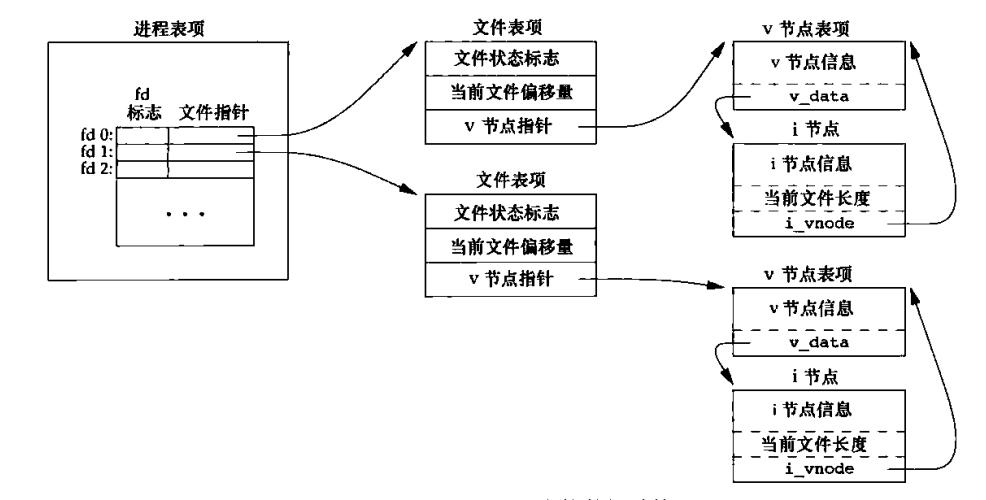 进程表项
fd
标志 文件指针
fd 0:
fd 1:
fd 2:
• • •
文件表项
文件状态标志
当前文件偏移量
v 节点指针
文件表项
文件状态标志
当前文件偏移量
v 节点指针
v 节点表项
v 节点信息
v_data
i 节点
i 节点信息
当前文件长度
i_vnode
v 节点表项
v 节点信息
v_data
i 节点
i 节点信息
当前文件长度
i_vnode